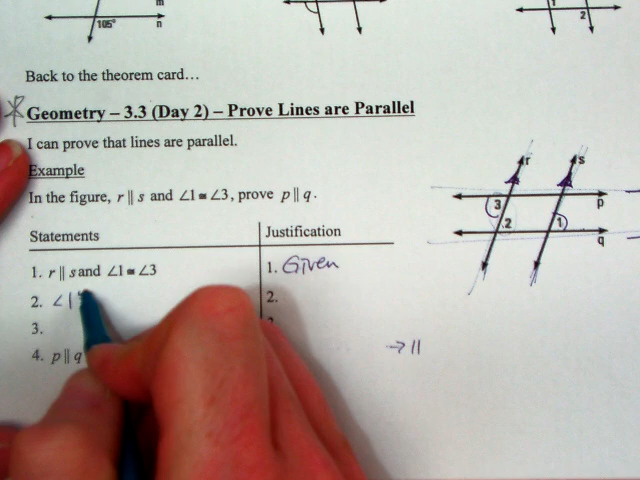 m
105°
n
1
2
Back to the theorem card…
Geometry – 3.3 (Day 2) – Prove Lines are Parallel
I can prove that lines are parallel.
Example
In the figure, r || s and ∠1 ≅ ∠3, prove p || q.
r
s
3
p
2
1
q
Statements Justification
1. r || s and ∠1 ≅ ∠3 1. Given
2. ∠1 2.
3.
4. p || q
→ ||